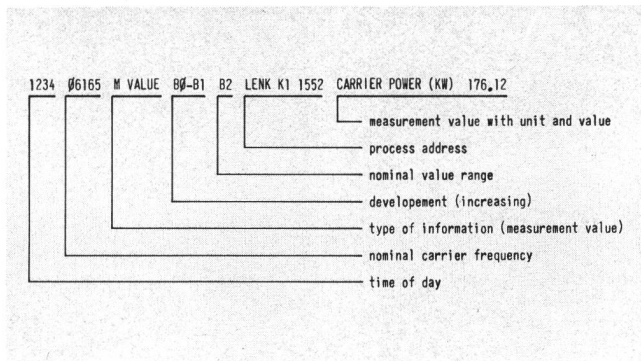 1234 Ø6165 M VALUE BØ-B1 B2 LENK K1 1552 CARRIER POWER (KW) 176.12
measurement value with unit and value
process address
nominal value range
developement (increasing)
type of information (measurement value)
nominal carrier frequency
time of day